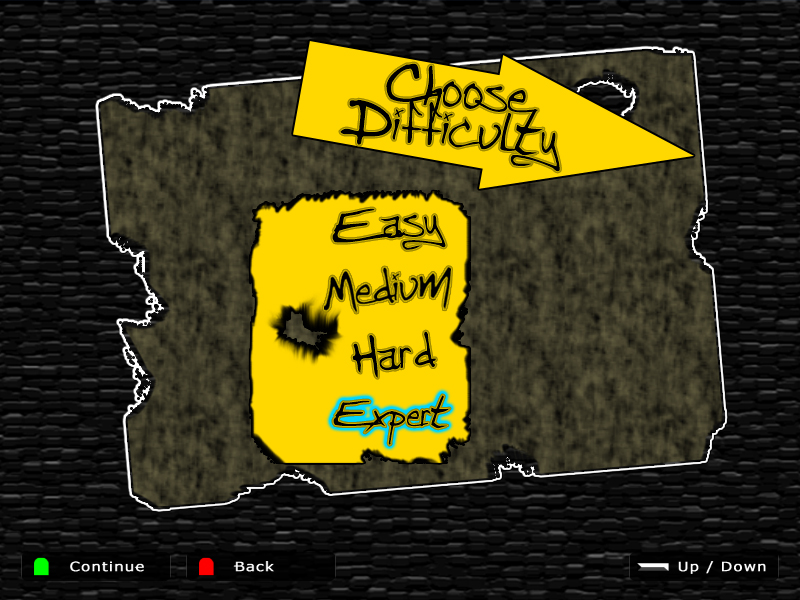 Choose
Difficulty
Easy
Medium
Hard
Expert
Continue
Back
Up / Down